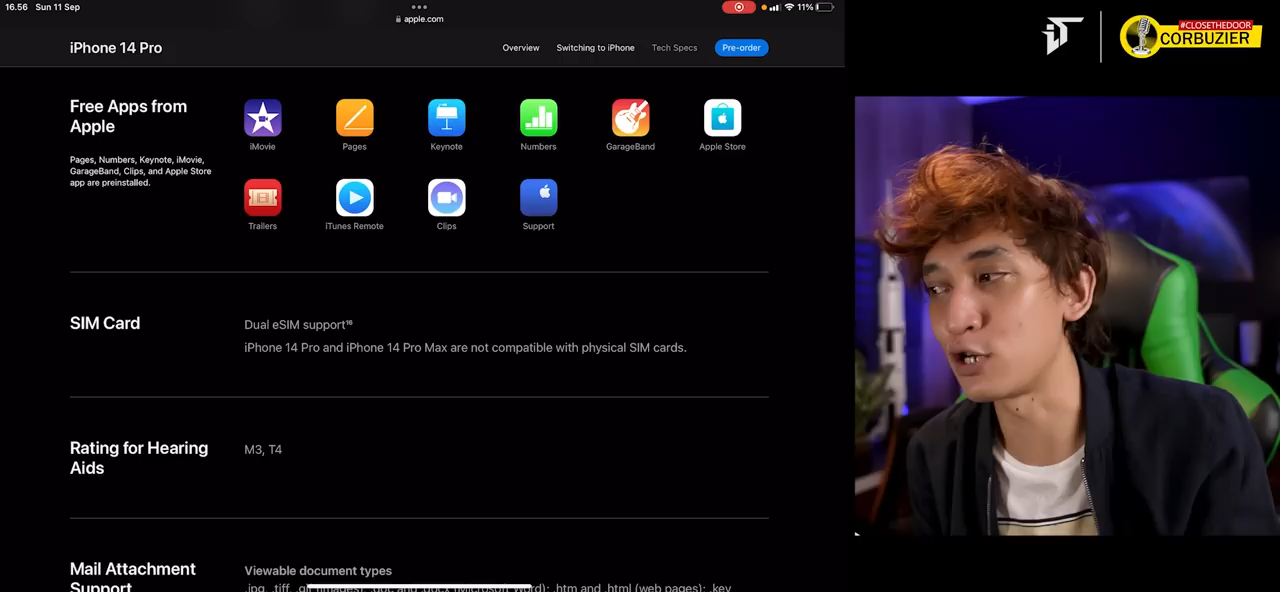 16.56 Sun 11 Sep
11%
apple.com
iPhone 14 Pro
Overview
Switching to iPhone
Tech Specs
Pre-order
Free Apps from
Apple
Pages, Numbers, Keynote, iMovie,
GarageBand, Clips, and Apple Store
app are preinstalled.
iMovie
Pages
Keynote
Numbers
GarageBand
Apple Store
Trailers
iTunes Remote
Clips
Support
SIM Card
Dual eSIM support¹⁶
iPhone 14 Pro and iPhone 14 Pro Max are not compatible with physical SIM cards.
Rating for Hearing
Aids
M3, T4
Mail Attachment
Support
Viewable document types
(web pages); .key
#CLOSETHEDOOR
CORBUZIER